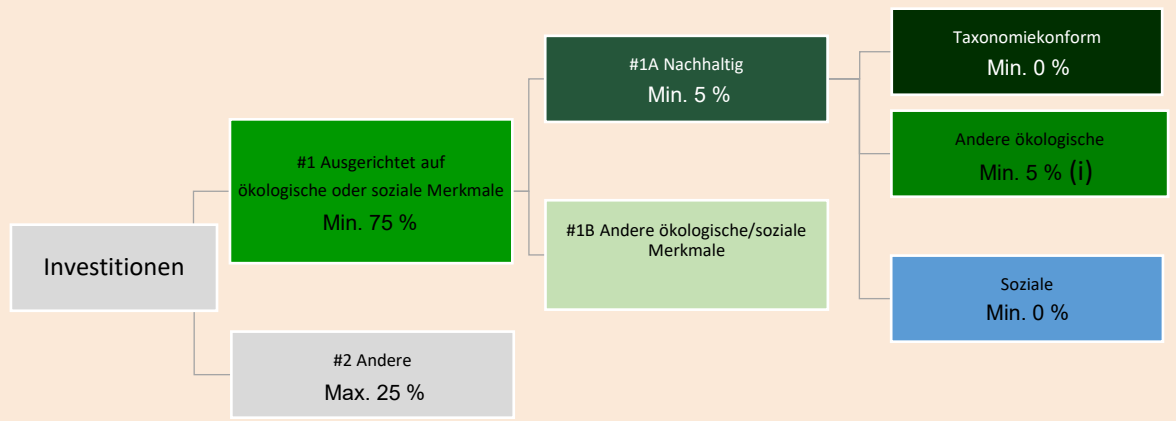 Investitionen
#1 Ausgerichtet auf
ökologische oder soziale Merkmale
Min. 75 %
#2 Andere
Max. 25 %
#1A Nachhaltig
Min. 5 %
#1B Andere ökologische/soziale
Merkmale
Taxonomiekonform
Min. 0 %
Andere ökologische
Min. 5 % (i)
Soziale
Min. 0 %